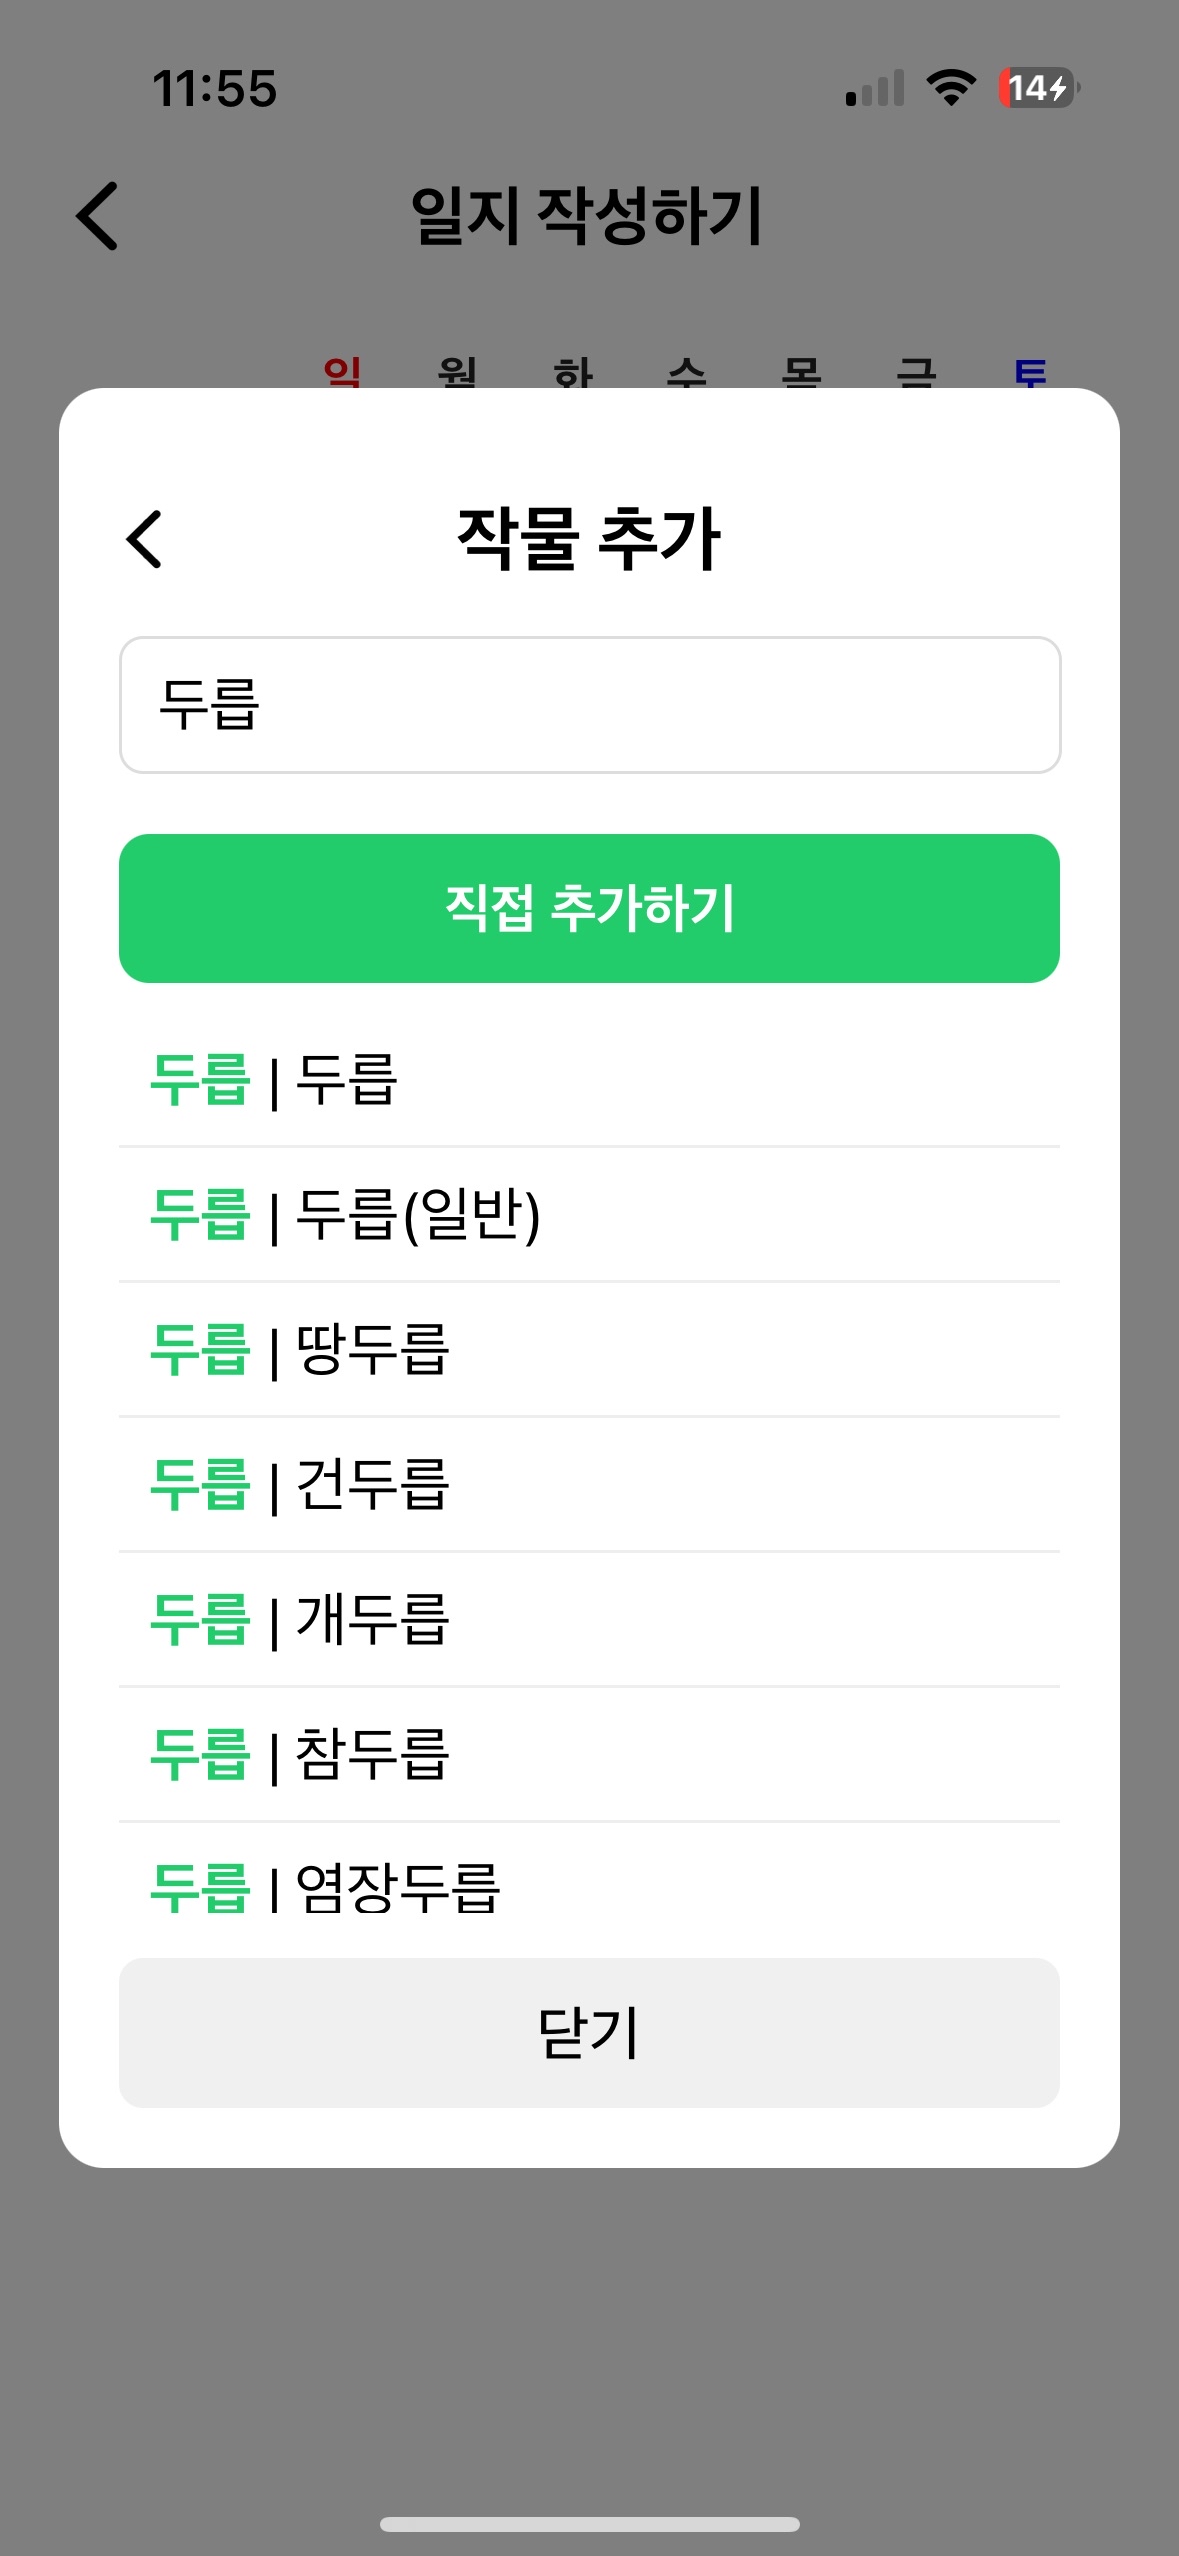 11:55
14
일지 작성하기
일 월 화 수 목 금 토
작물 추가
두릅
직접 추가하기
두릅 | 두릅
두릅 | 두릅(일반)
두릅 | 땅두릅
두릅 | 건두릅
두릅 | 개두릅
두릅 | 참두릅
두릅 | 염장두릅
닫기